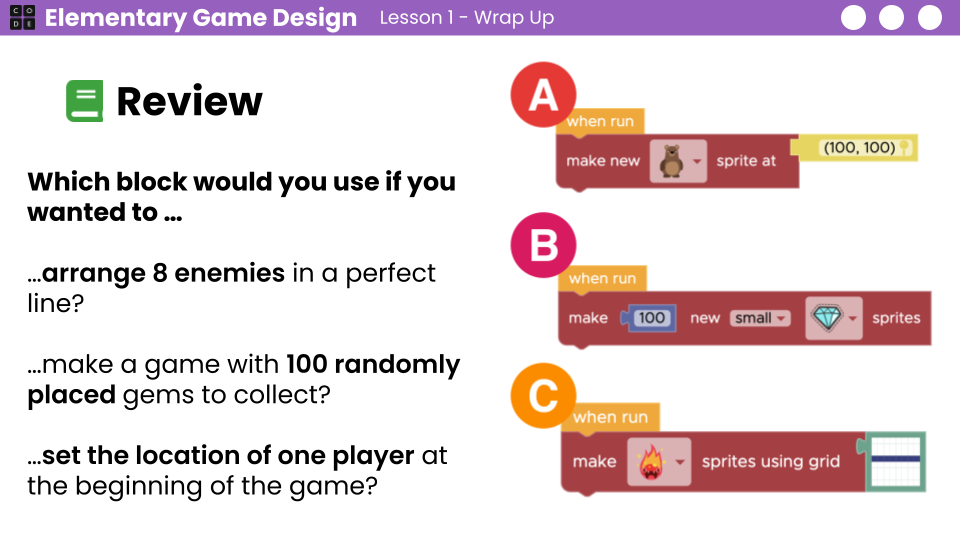 CODE
Elementary Game Design Lesson 1 - Wrap Up
Review
Which block would you use if you
wanted to ...
...arrange 8 enemies in a perfect
line?
...make a game with 100 randomly
placed gems to collect?
...set the location of one player at
the beginning of the game?
A
when run
make new sprite at (100, 100)
B
when run
make 100 new small sprites
C
when run
make sprites using grid